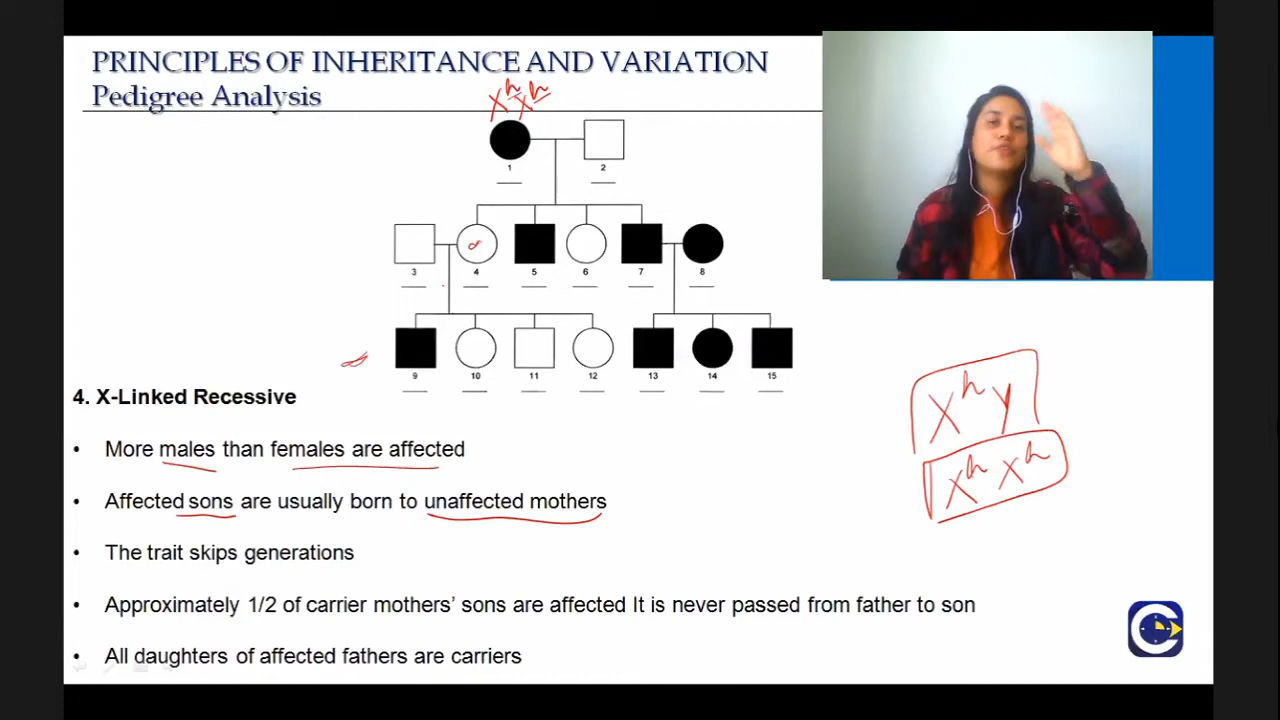 PRINCIPLES OF INHERITANCE AND VARIATION
Pedigree Analysis
XʰXʰ
1
2
3
4
5
6
7
8
9
10
11
12
13
14
15
4. X-Linked Recessive
• More males than females are affected
• Affected sons are usually born to unaffected mothers
• The trait skips generations
• Approximately 1/2 of carrier mothers’ sons are affected It is never passed from father to son
• All daughters of affected fathers are carriers
Xʰ Y
Xʰ Xʰ